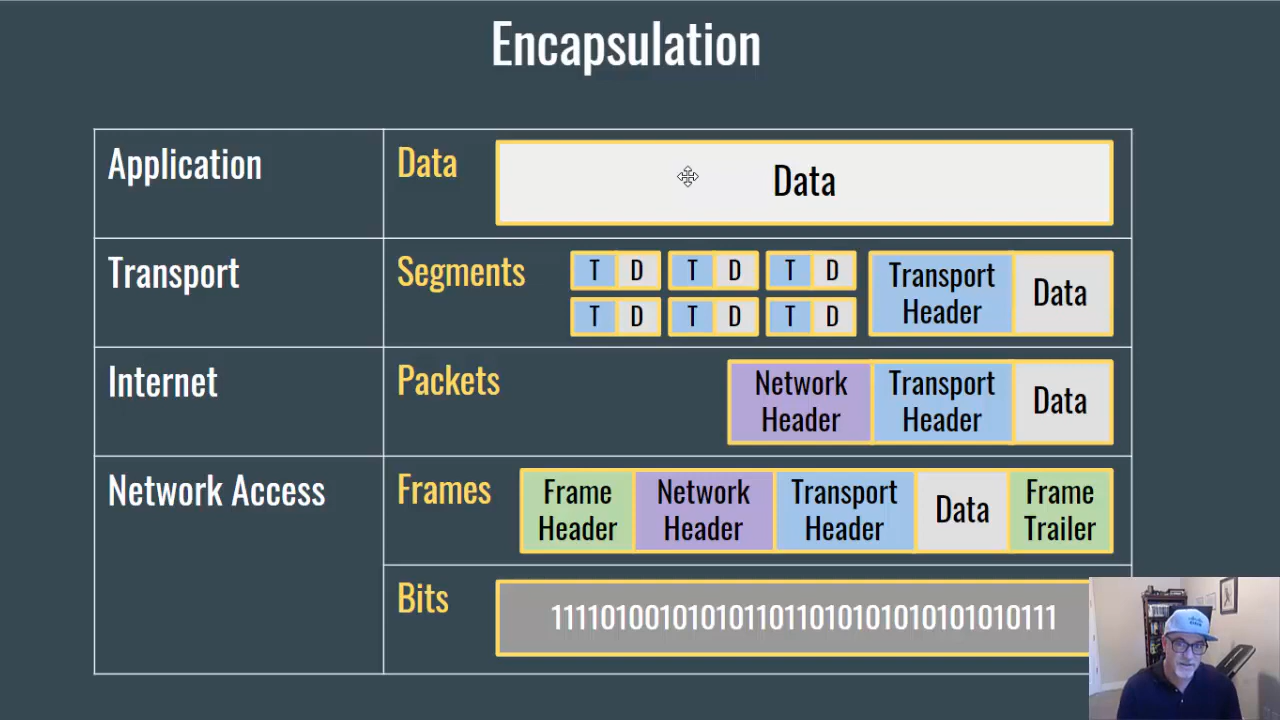 Encapsulation
Application
Data
Data
Transport
Segments
T D T D T D
T D T D T D
Transport
Header
Data
Internet
Packets
Network
Header
Transport
Header
Data
Network Access
Frames
Frame
Header
Network
Header
Transport
Header
Data
Frame
Trailer
Bits
1111010010101011011010101010101010111